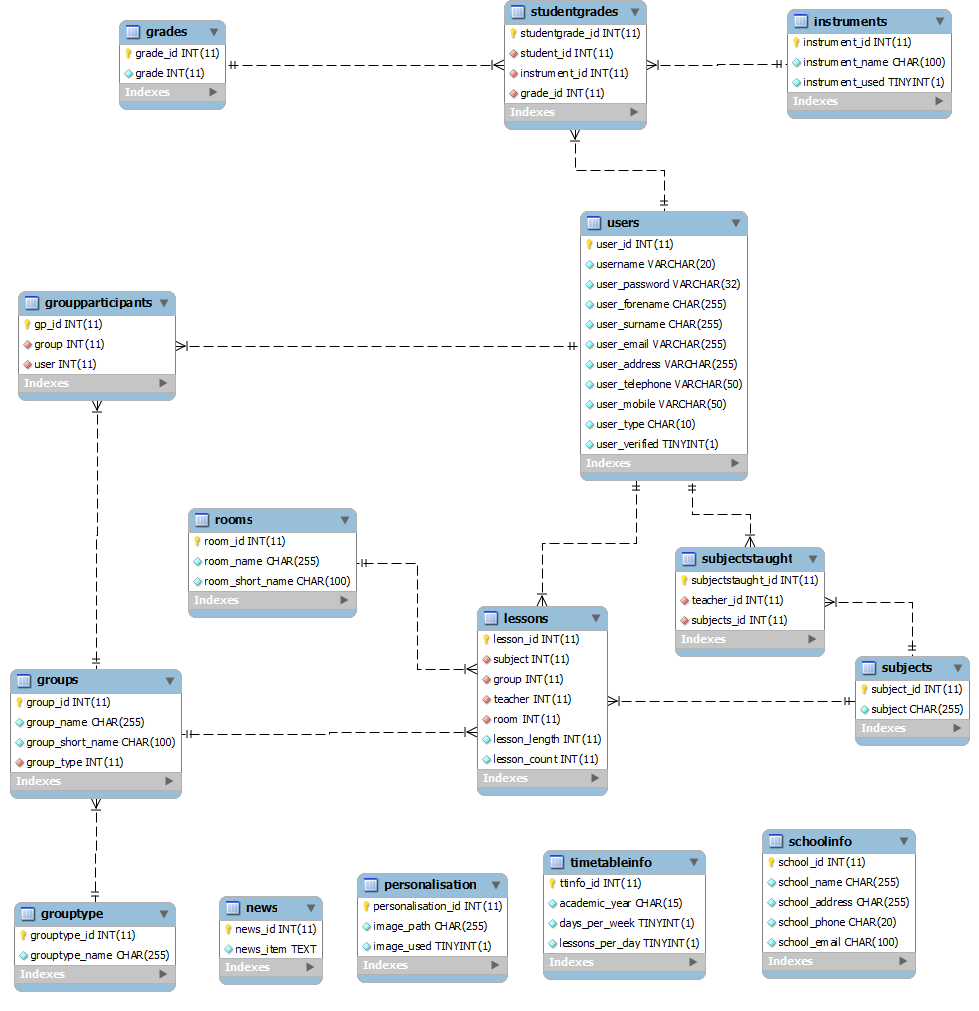 grades
grade_id INT(11)
grade INT(11)
Indexes
studentgrades
studentgrade_id INT(11)
student_id INT(11)
instrument_id INT(11)
grade_id INT(11)
Indexes
instruments
instrument_id INT(11)
instrument_name CHAR(100)
instrument_used TINYINT(1)
Indexes
users
user_id INT(11)
username VARCHAR(20)
user_password VARCHAR(32)
user_forename CHAR(255)
user_surname CHAR(255)
user_email VARCHAR(255)
user_address VARCHAR(255)
user_telephone VARCHAR(50)
user_mobile VARCHAR(50)
user_type CHAR(10)
user_verified TINYINT(1)
Indexes
groupparticipants
gp_id INT(11)
group INT(11)
user INT(11)
Indexes
rooms
room_id INT(11)
room_name CHAR(255)
room_short_name CHAR(100)
Indexes
subjectstaught
subjectstaught_id INT(11)
teacher_id INT(11)
subjects_id INT(11)
Indexes
lessons
lesson_id INT(11)
subject INT(11)
group INT(11)
teacher INT(11)
room INT(11)
lesson_length INT(11)
lesson_count INT(11)
Indexes
subjects
subject_id INT(11)
subject CHAR(255)
Indexes
groups
group_id INT(11)
group_name CHAR(255)
group_short_name CHAR(100)
group_type INT(11)
Indexes
grouptype
grouptype_id INT(11)
grouptype_name CHAR(255)
Indexes
news
news_id INT(11)
news_item TEXT
Indexes
personalisation
personalisation_id INT(11)
image_path CHAR(255)
image_used TINYINT(1)
Indexes
timetableinfo
ttinfo_id INT(11)
academic_year CHAR(15)
days_per_week TINYINT(1)
lessons_per_day TINYINT(1)
Indexes
schoolinfo
school_id INT(11)
school_name CHAR(255)
school_address CHAR(255)
school_phone CHAR(20)
school_email CHAR(100)
Indexes